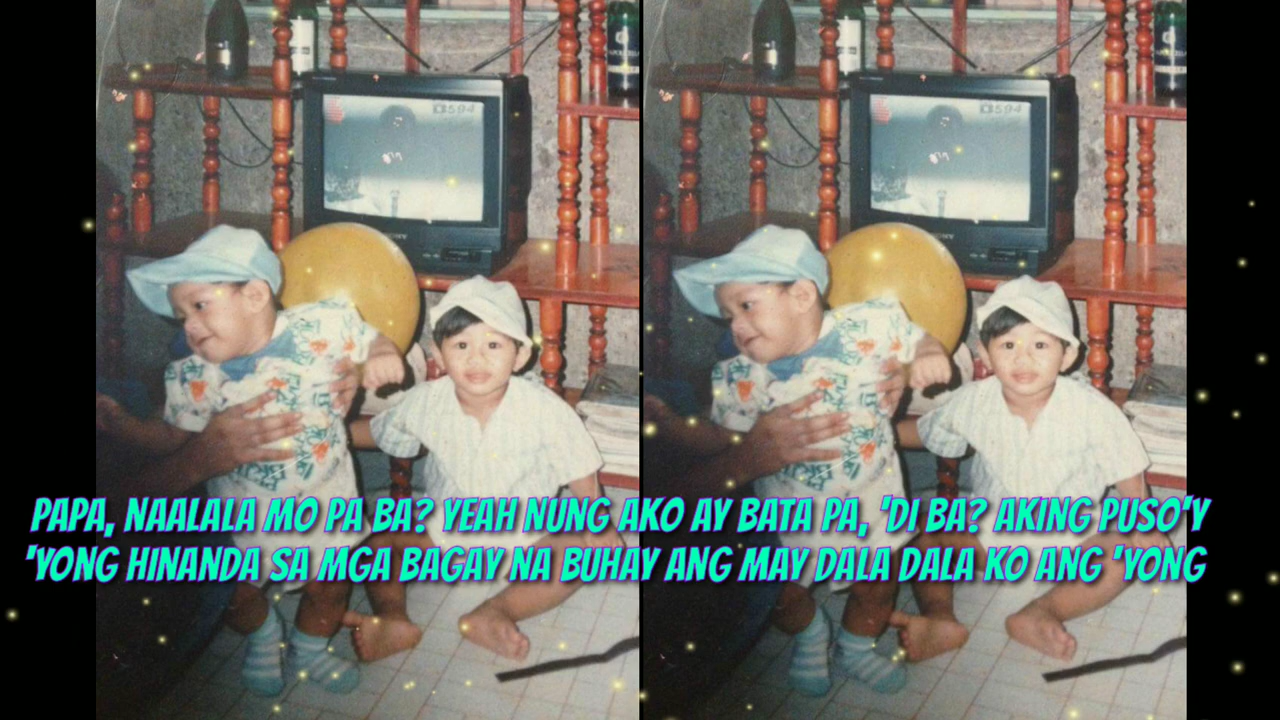 PAPA, NAALALA MO PA BA? YEAH NUNG AKO AY BATA PA, 'DI BA? AKING PUSO'Y
'YONG HINANDA SA MGA BAGAY NA BUHAY ANG MAY DALA DALA KO ANG 'YONG